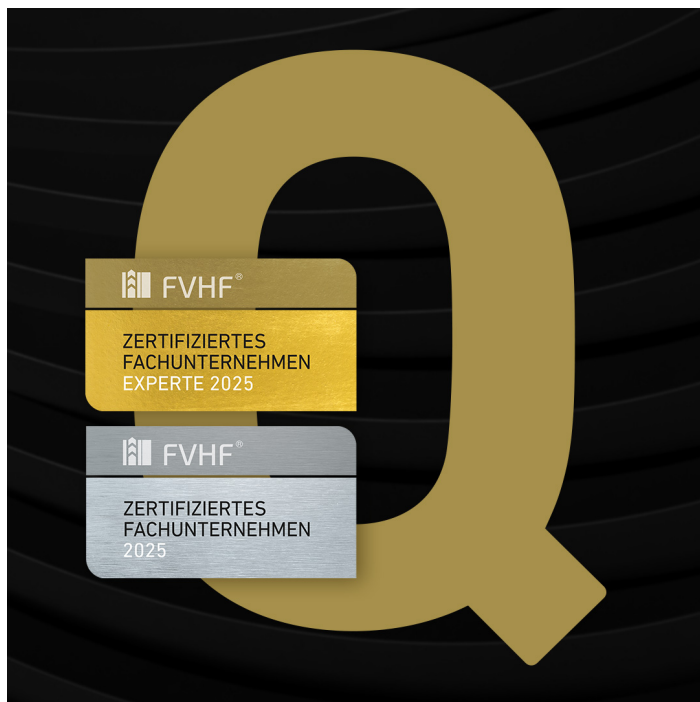 Q
FVHF®
ZERTIFIZIERTES
FACHUNTERNEHMEN
EXPERTE 2025
FVHF®
ZERTIFIZIERTES
FACHUNTERNEHMEN
2025